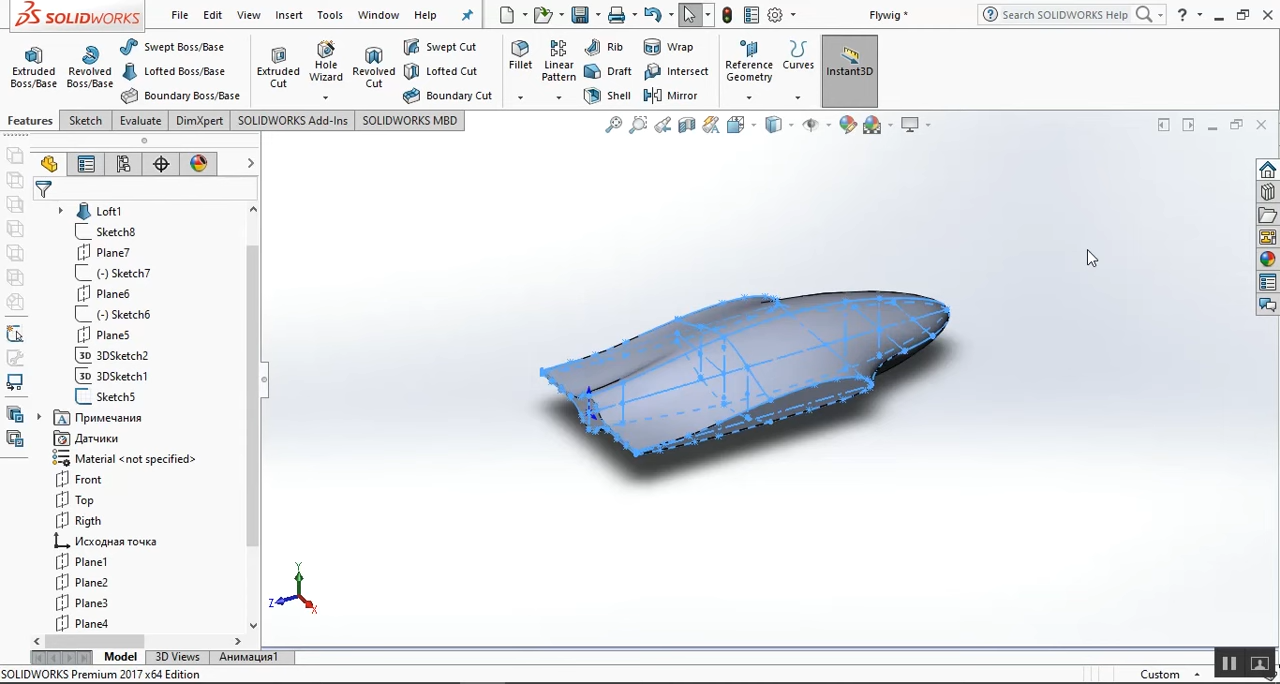 SOLIDWORKS File Edit View Insert Tools Window Help Flywig * Search SOLIDWORKS Help
Extruded Boss/Base
Revolved Boss/Base
Swept Boss/Base
Lofted Boss/Base
Boundary Boss/Base
Extruded Cut
Hole Wizard
Revolved Cut
Swept Cut
Lofted Cut
Boundary Cut
Fillet
Linear Pattern
Rib
Draft
Shell
Wrap
Intersect
Mirror
Reference Geometry
Curves
Instant3D
Features Sketch Evaluate DimXpert SOLIDWORKS Add-Ins SOLIDWORKS MBD
Loft1
Sketch8
Plane7
(-) Sketch7
Plane6
(-) Sketch6
Plane5
3D 3DSketch2
3D 3DSketch1
Sketch5
Примечания
Датчики
Material <not specified>
Front
Top
Rigth
Исходная точка
Plane1
Plane2
Plane3
Plane4
Y
Z
X
Model 3D Views Анимация1
SOLIDWORKS Premium 2017 x64 Edition Custom